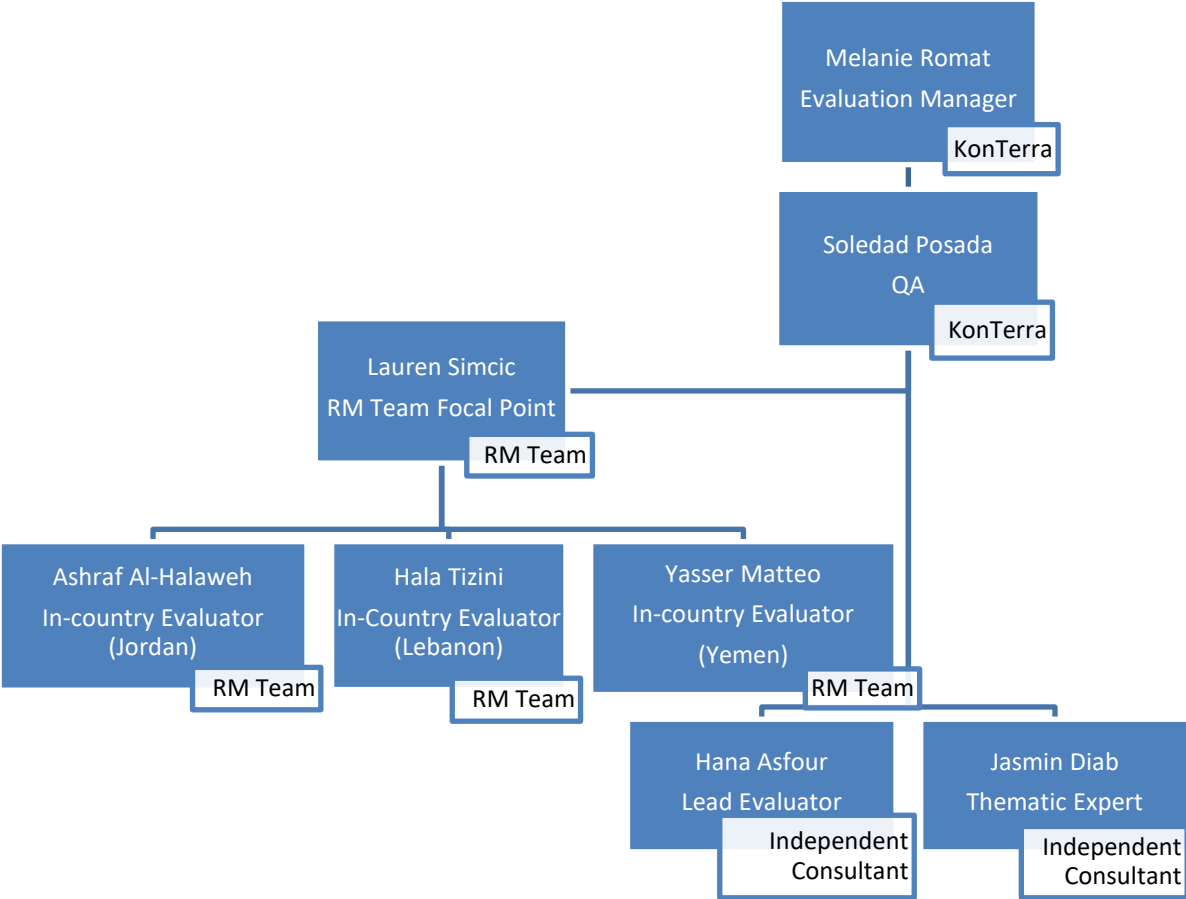 Melanie Romat
Evaluation Manager
KonTerra
Soledad Posada
QA
KonTerra
Lauren Simcic
RM Team Focal Point
RM Team
Ashraf Al-Halaweh
In-country Evaluator
(Jordan)
RM Team
Hala Tizini
In-Country Evaluator
(Lebanon)
RM Team
Yasser Matteo
In-country Evaluator
(Yemen)
RM Team
Hana Asfour
Lead Evaluator
Independent
Consultant
Jasmin Diab
Thematic Expert
Independent
Consultant